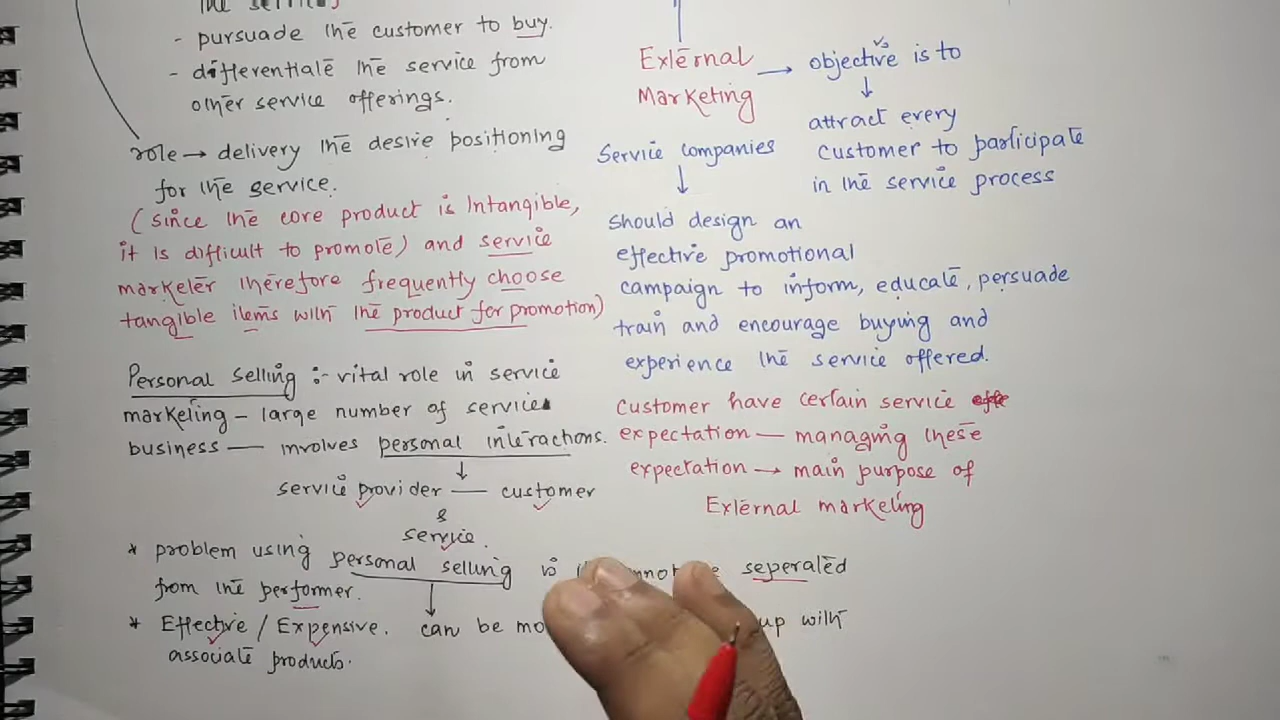 - pursuade the customer to buy.
- differentiate the service from
other service offerings.
role → delivery the desire positioning
for the service.
(since the core product is Intangible,
it is difficult to promote) and service
marketer therefore frequently choose
tangible items with the product for promotion)
Personal Selling :- vital role in service
marketing - large number of service
business — involves personal interactions.
↓
service provider — customer
&
service.
* problem using personal selling is
seperated
from the performer.
* Effective / Expensive. can be
up with
associate products.
External
Marketing
→ objective is to
↓
attract every
customer to participate
in the service process
Service companies
↓
should design an
effective promotional
campaign to inform, educate, persuade
train and encourage buying and
experience the service offered.
customer have certain service
expectation — managing these
expectation → main purpose of
External marketing